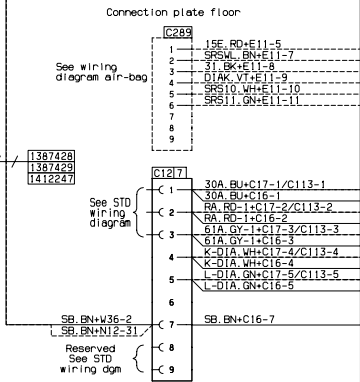 Connection plate floor
C289
1 15E.RD+E11-5
2 SRSWL.BN+E11-7
3 31.BK+E11-8
4 DIAK.VT+E11-9
5 SRS10.WH+E11-10
6 SRS11.GN+E11-11
7
8
9
See wiring
diagram air-bag
1387428
1387429
1412247
C12 7
1 30A.BU+C17-1/C113-1
30A.BU+C16-1
2 RA.RD-1+C17-2/C113-2
RA.RD-1+C16-2
3 61A.GY-1+C17-3/C113-3
61A.GY-1+C16-3
4 K-DIA.WH+C17-4/C113-4
K-DIA.WH+C16-4
5 L-DIA.GN+C17-5/C113-5
L-DIA.GN+C16-5
6
See STD
wiring
diagram
SB.BN+W36-2 7 SB.BN+C16-7
SB.BN+N12-31
8
9
Reserved
See STD
wiring dgm